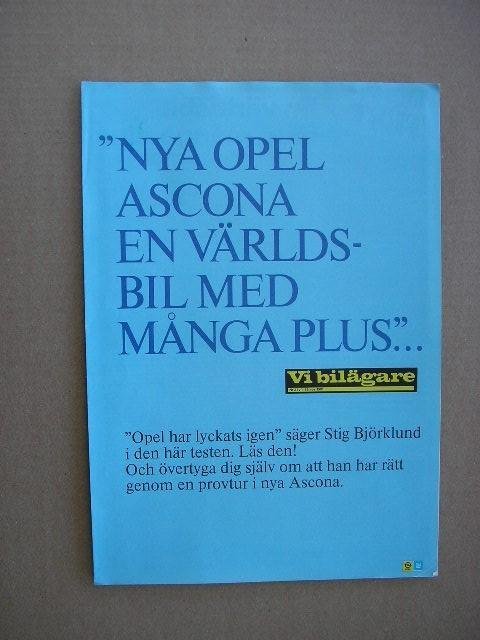 ”NYA OPEL
ASCONA
EN VÄRLDS-
BIL MED
MÅNGA PLUS”...
Vi bilägare
”Opel har lyckats igen” säger Stig Björklund
i den här testen. Läs den!
Och övertyga dig själv om att han har rätt
genom en provtur i nya Ascona.